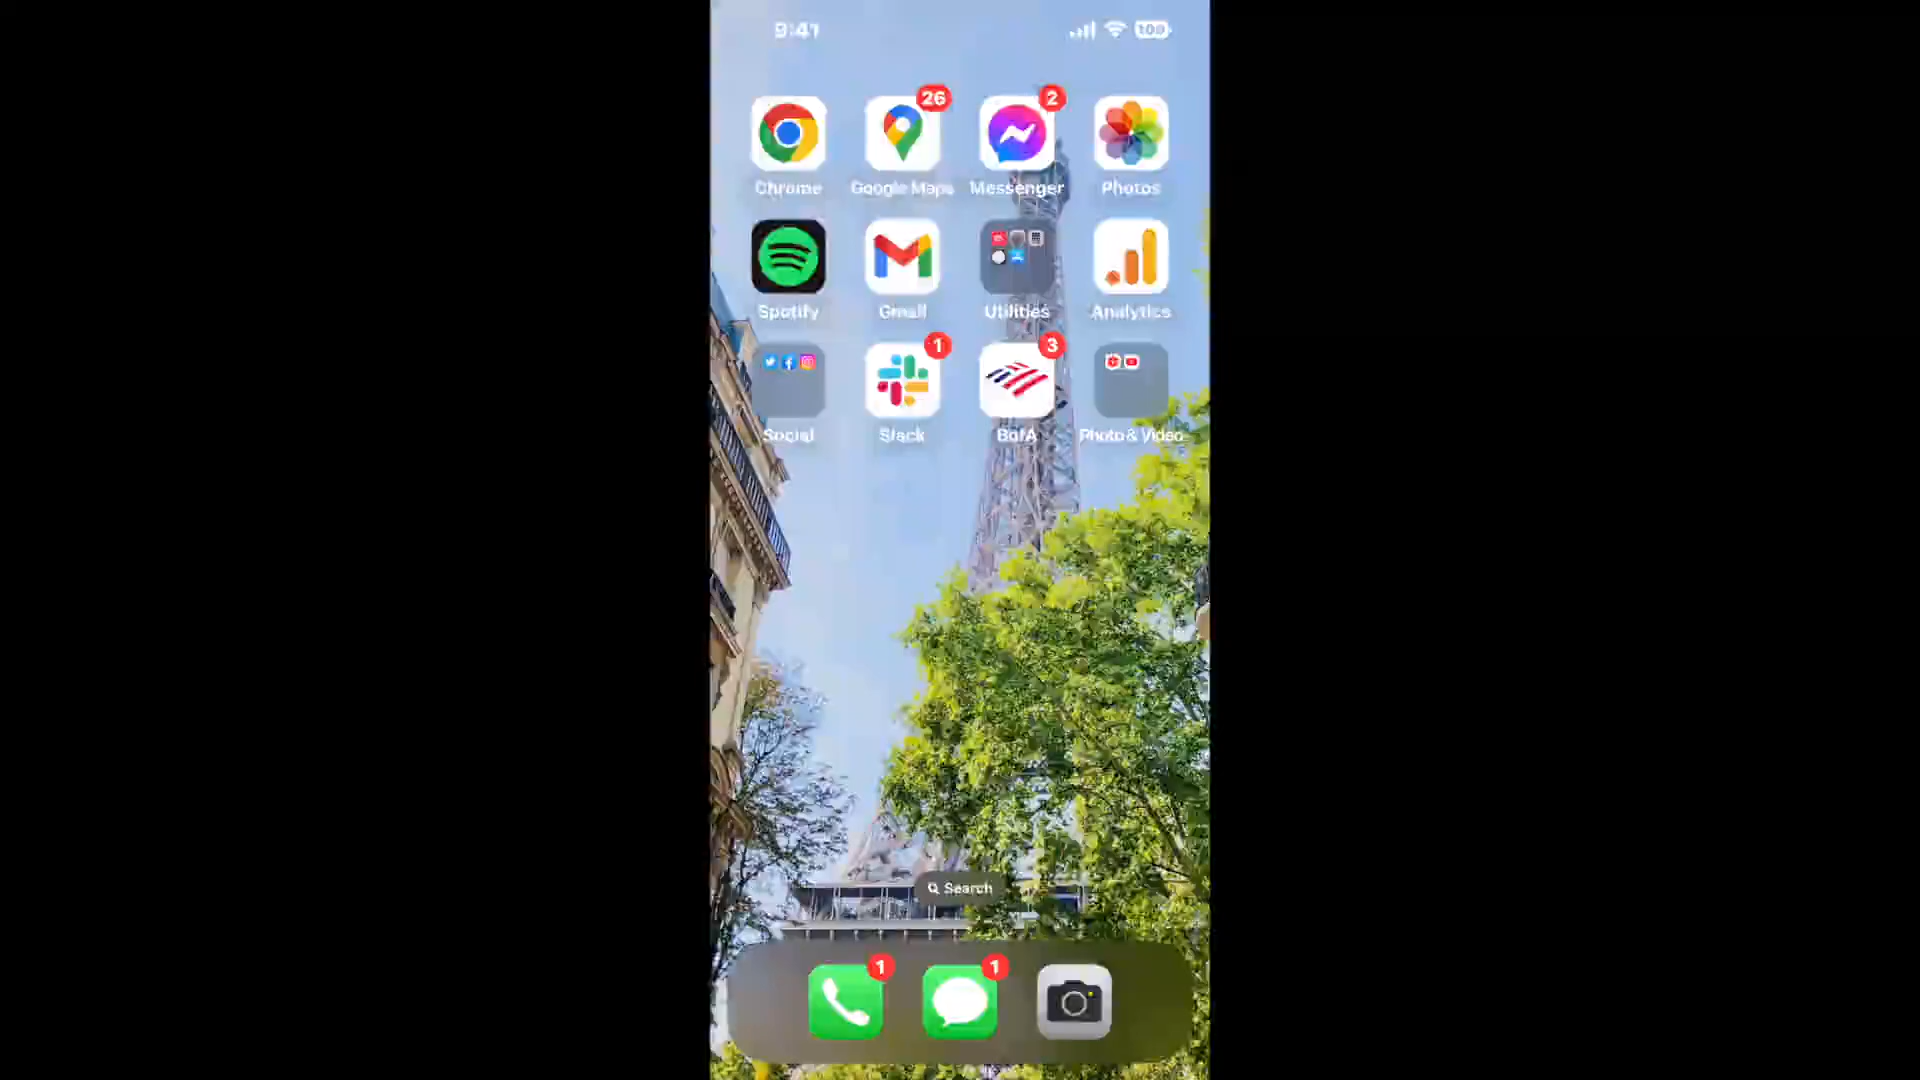 9:41
100
26
2
Chrome
Google Maps
Messenger
Photos
Spotify
Gmail
Utilities
Analytics
1
3
Social
Slack
BofA
Photo & Video
Search
1
1